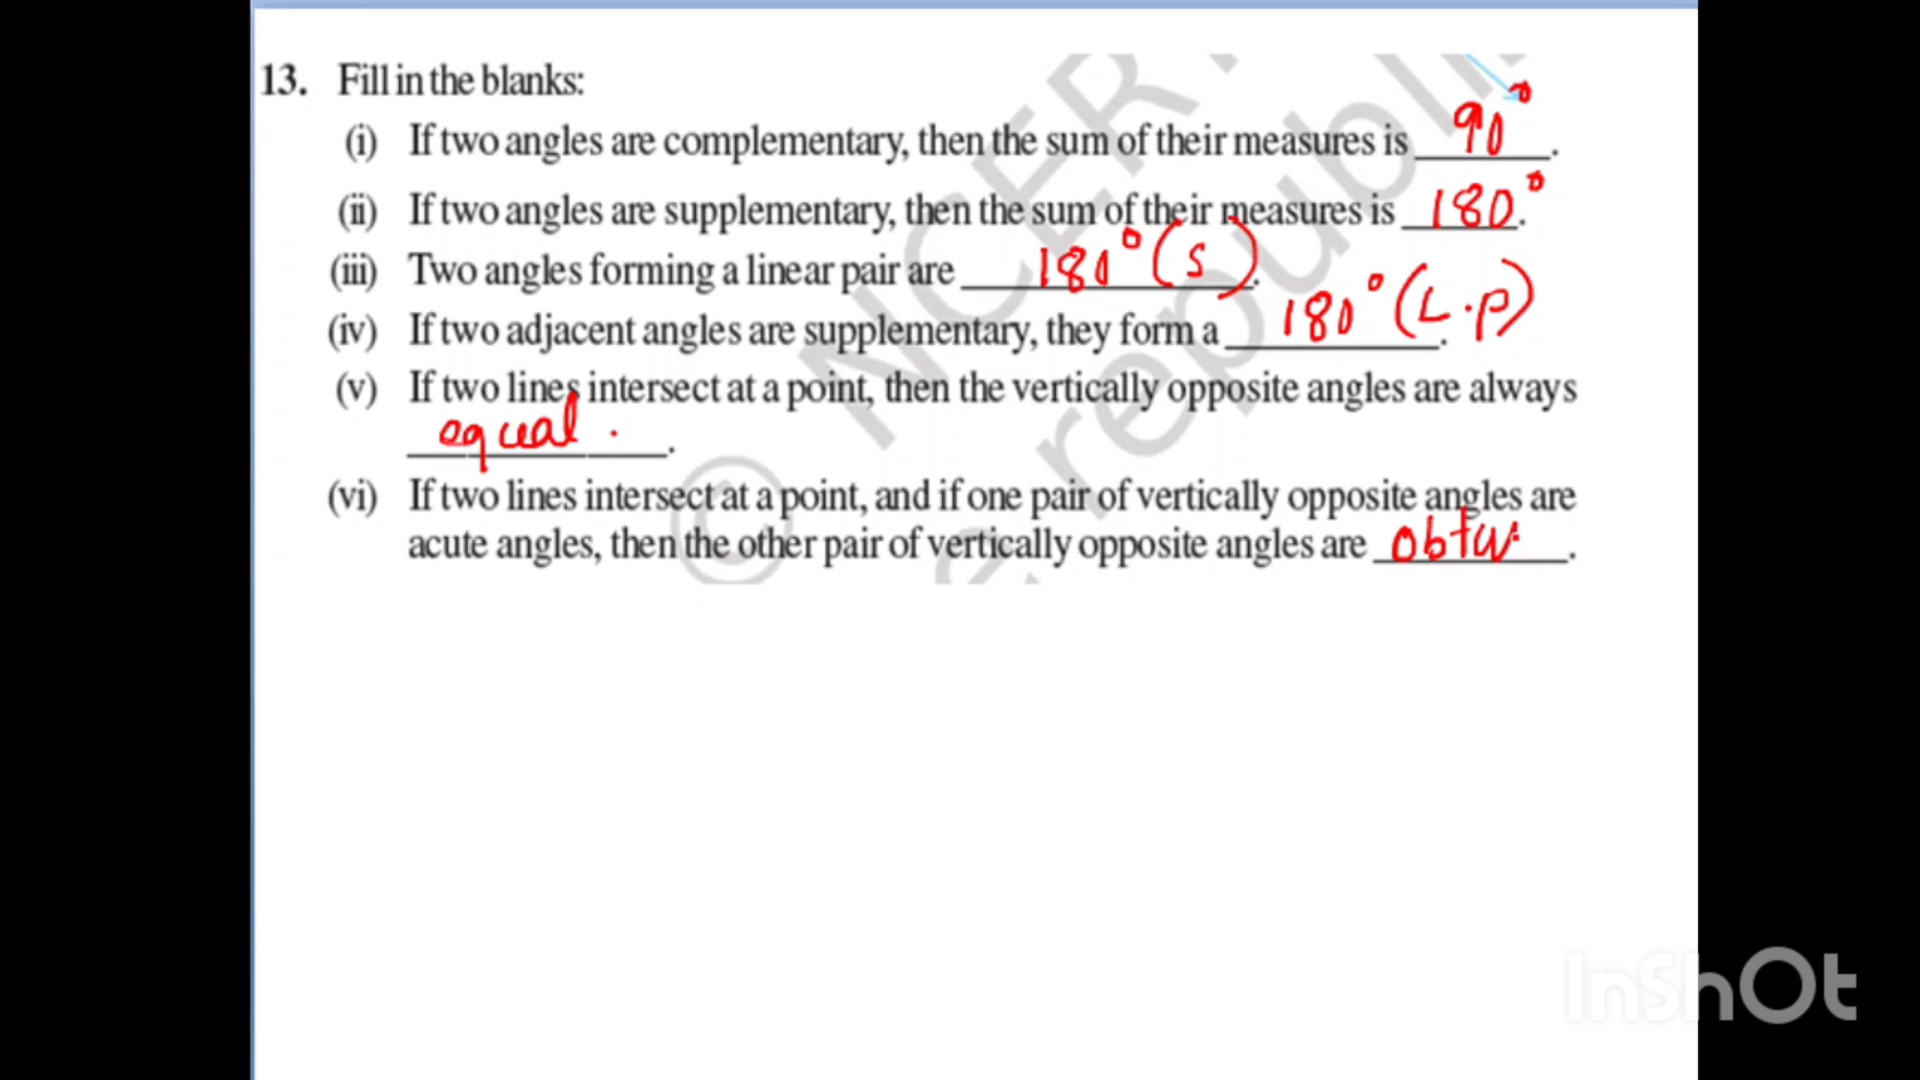 13. Fill in the blanks:
(i) If two angles are complementary, then the sum of their measures is 90°.
(ii) If two angles are supplementary, then the sum of their measures is 180°.
(iii) Two angles forming a linear pair are 180° (S).
(iv) If two adjacent angles are supplementary, they form a 180° (L.P).
(v) If two lines intersect at a point, then the vertically opposite angles are always
equal.
(vi) If two lines intersect at a point, and if one pair of vertically opposite angles are
acute angles, then the other pair of vertically opposite angles are obtu.
© NCER
republi
InShOt